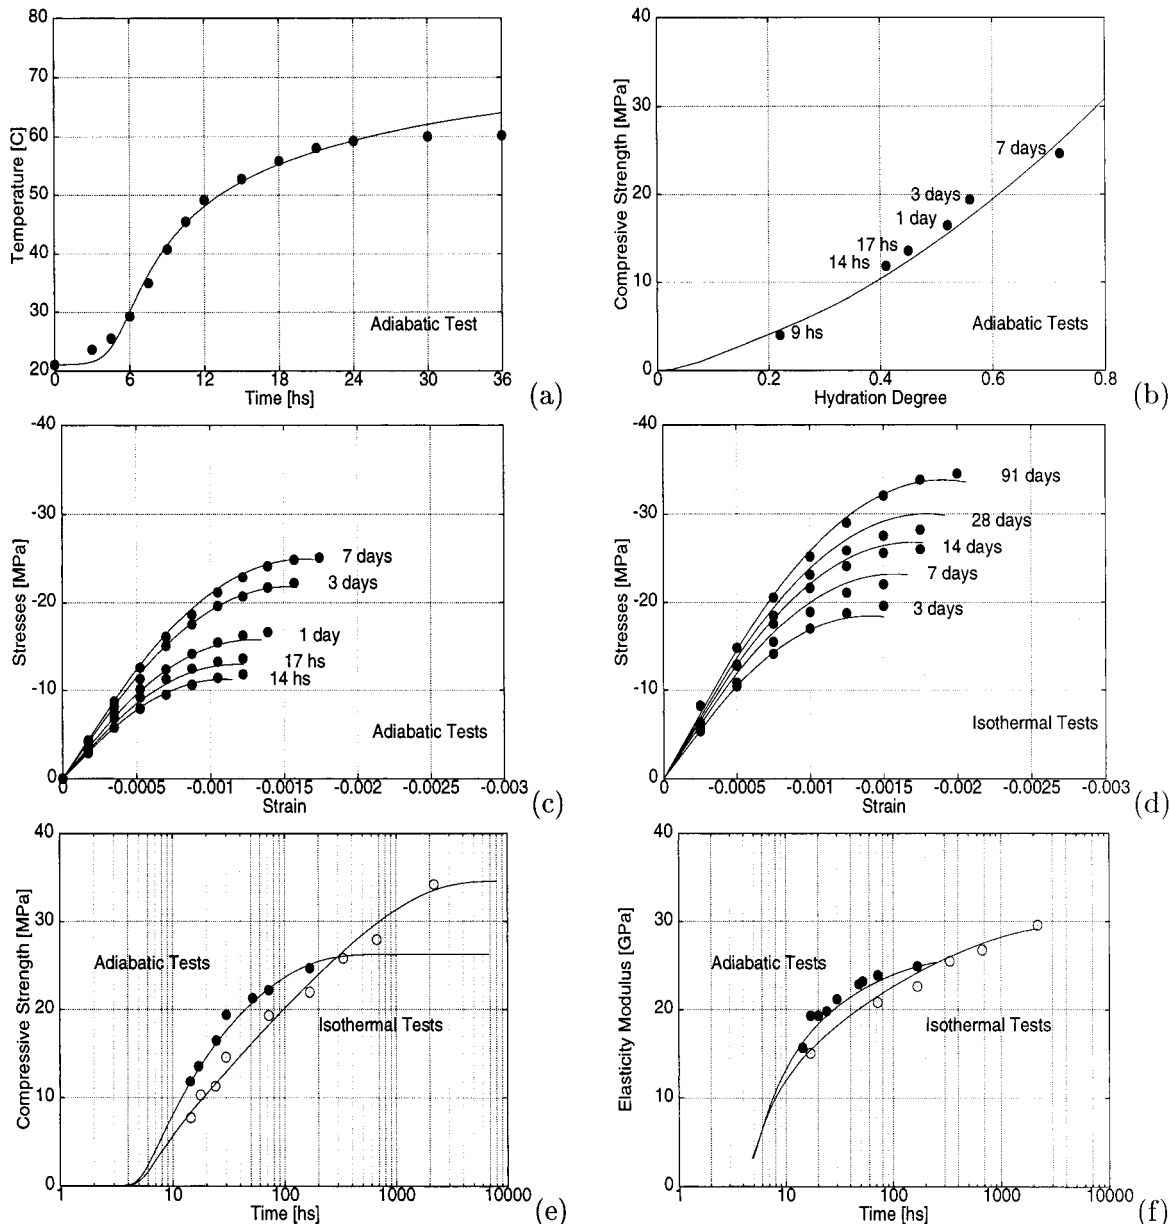 80
70
60
50
40
30
20
0 6 12 18 24 30 36
Temperature [C]
Time [hs]
Adiabatic Test
(a)
40
30
20
10
0
0 0.2 0.4 0.6 0.8
Compresive Strength [MPa]
Hydration Degree
7 days
3 days
1 day
17 hs
14 hs
9 hs
Adiabatic Tests
(b)
-40
-30
-20
-10
0
0 -0.0005 -0.001 -0.0015 -0.002 -0.0025 -0.003
Stresses [MPa]
Strain
7 days
3 days
1 day
17 hs
14 hs
Adiabatic Tests
(c)
-40
-30
-20
-10
0
0 -0.0005 -0.001 -0.0015 -0.002 -0.0025 -0.003
Stresses [MPa]
Strain
91 days
28 days
14 days
7 days
3 days
Isothermal Tests
(d)
40
30
20
10
0
1 10 100 1000 10000
Compresive Strength [MPa]
Time [hs]
Adiabatic Tests
Isothermal Tests
(e)
40
30
20
10
0
1 10 100 1000 10000
Elasticity Modulus [GPa]
Time [hs]
Adiabatic Tests
Isothermal Tests
(f)